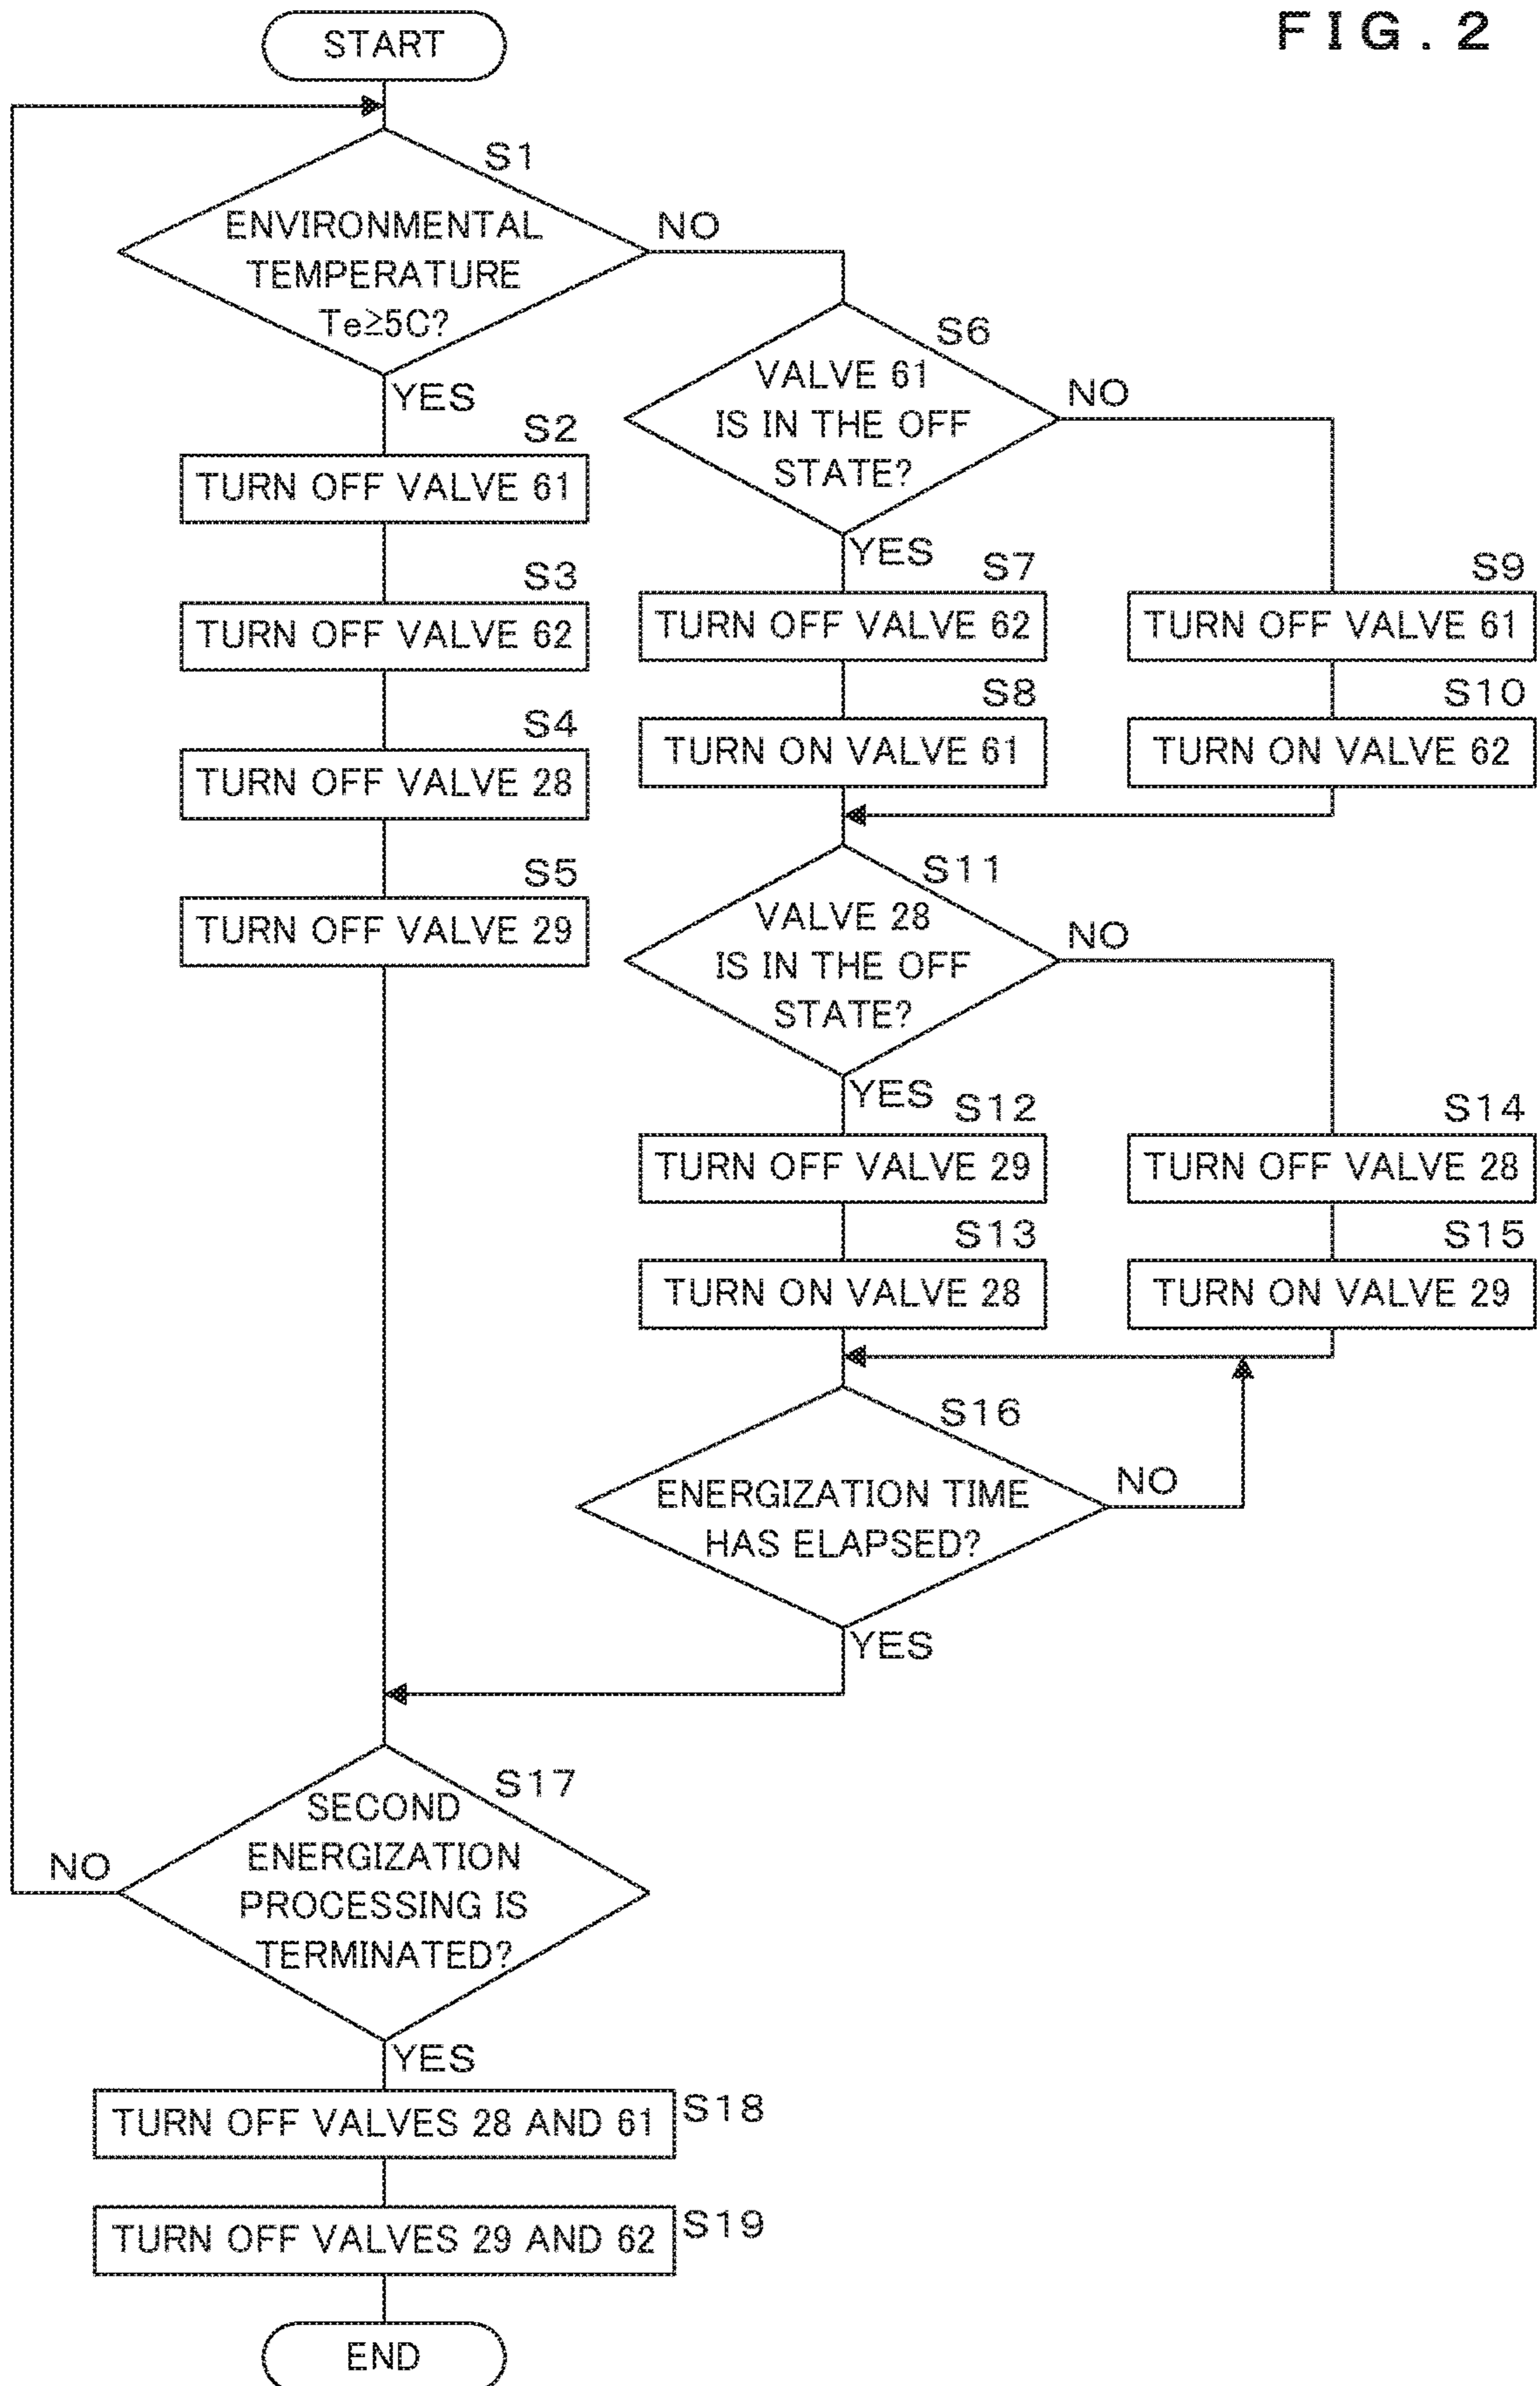 FIG. 2
START
S1
ENVIRONMENTAL
TEMPERATURE
Te≥5C?
NO
YES
S2
TURN OFF VALVE 61
S3
TURN OFF VALVE 62
S4
TURN OFF VALVE 28
S5
TURN OFF VALVE 29
S6
VALVE 61
IS IN THE OFF
STATE?
NO
YES
S7
TURN OFF VALVE 62
S8
TURN ON VALVE 61
S9
TURN OFF VALVE 61
S10
TURN ON VALVE 62
S11
VALVE 28
IS IN THE OFF
STATE?
NO
YES
S12
TURN OFF VALVE 29
S13
TURN ON VALVE 28
S14
TURN OFF VALVE 28
S15
TURN ON VALVE 29
S16
ENERGIZATION TIME
HAS ELAPSED?
NO
YES
S17
SECOND
ENERGIZATION
PROCESSING IS
TERMINATED?
NO
YES
TURN OFF VALVES 28 AND 61
S18
TURN OFF VALVES 29 AND 62
S19
END